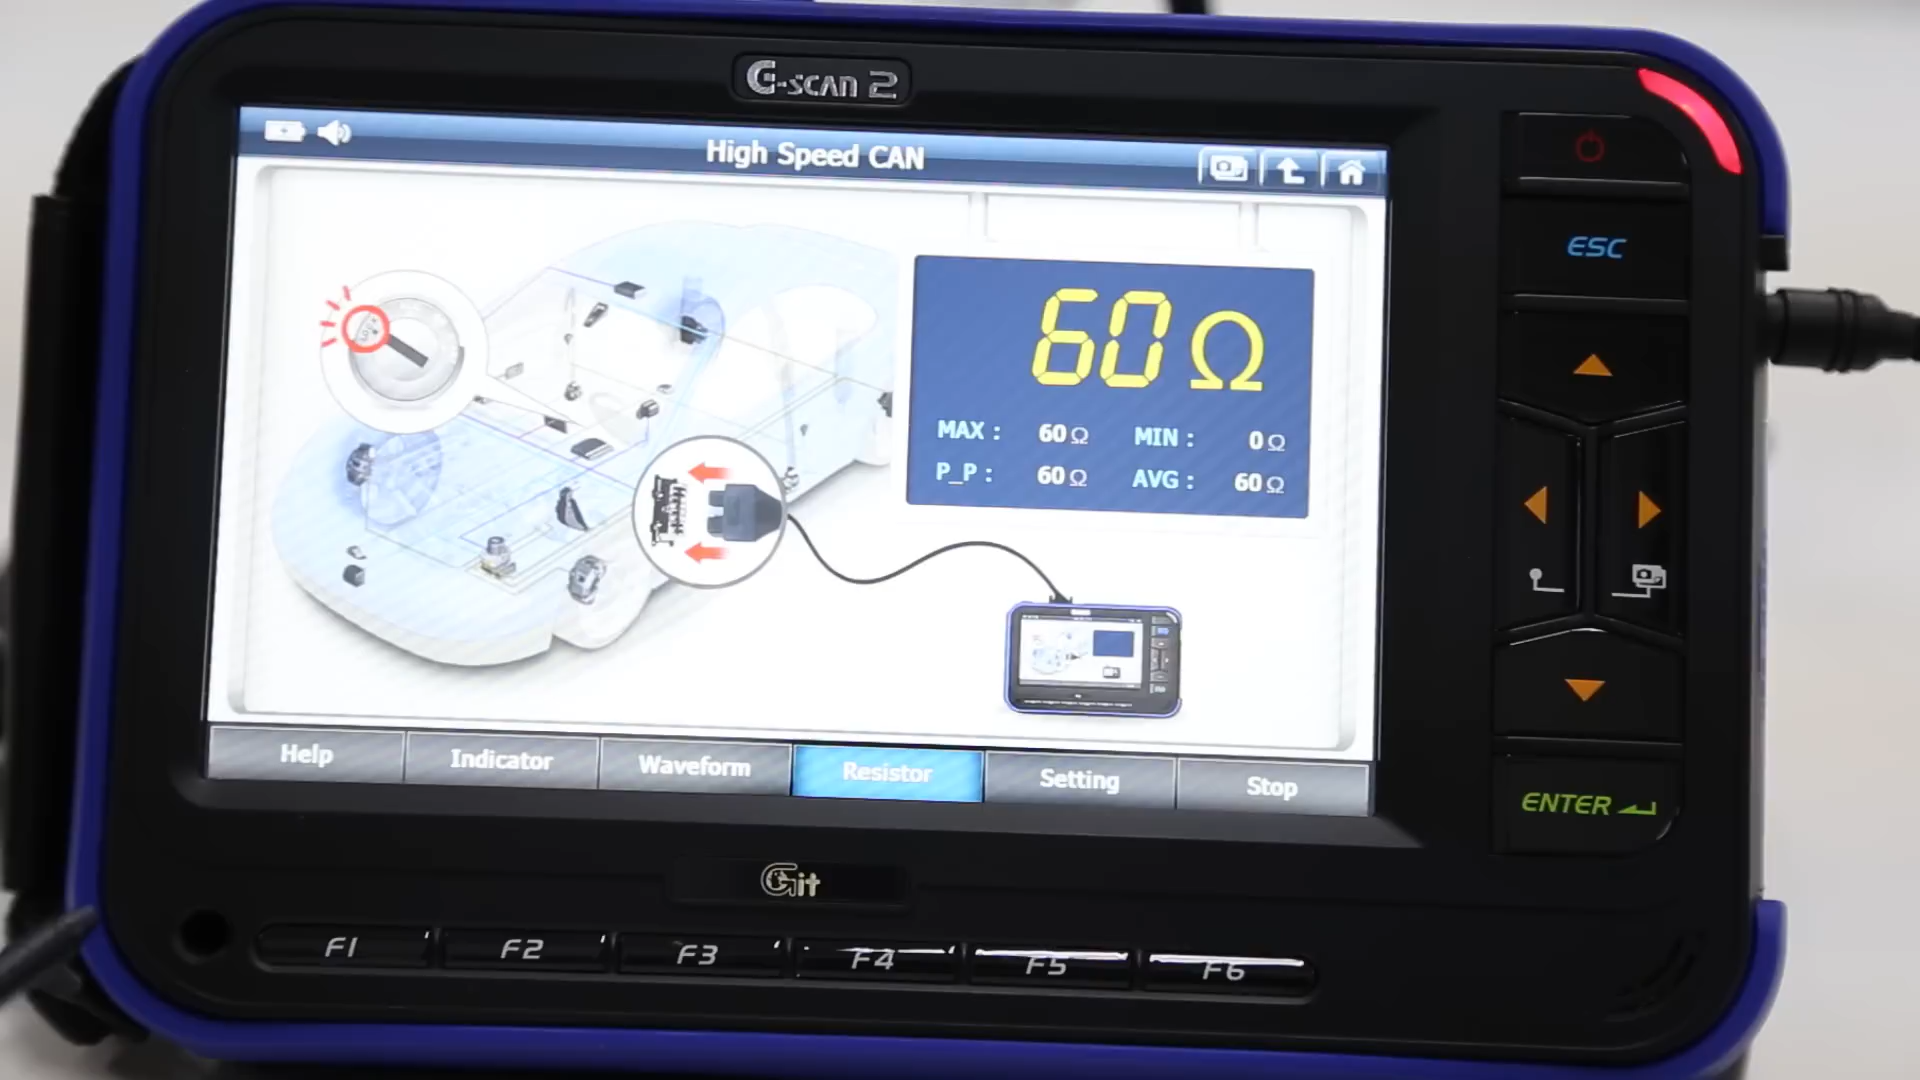 G-scan 2
High Speed CAN
LOCK
60 Ω
MAX : 60 Ω MIN : 0 Ω
P_P : 60 Ω AVG : 60 Ω
Help Indicator Waveform Resistor Setting Stop
ESC
ENTER
Git
F1 F2 F3 F4 F5 F6